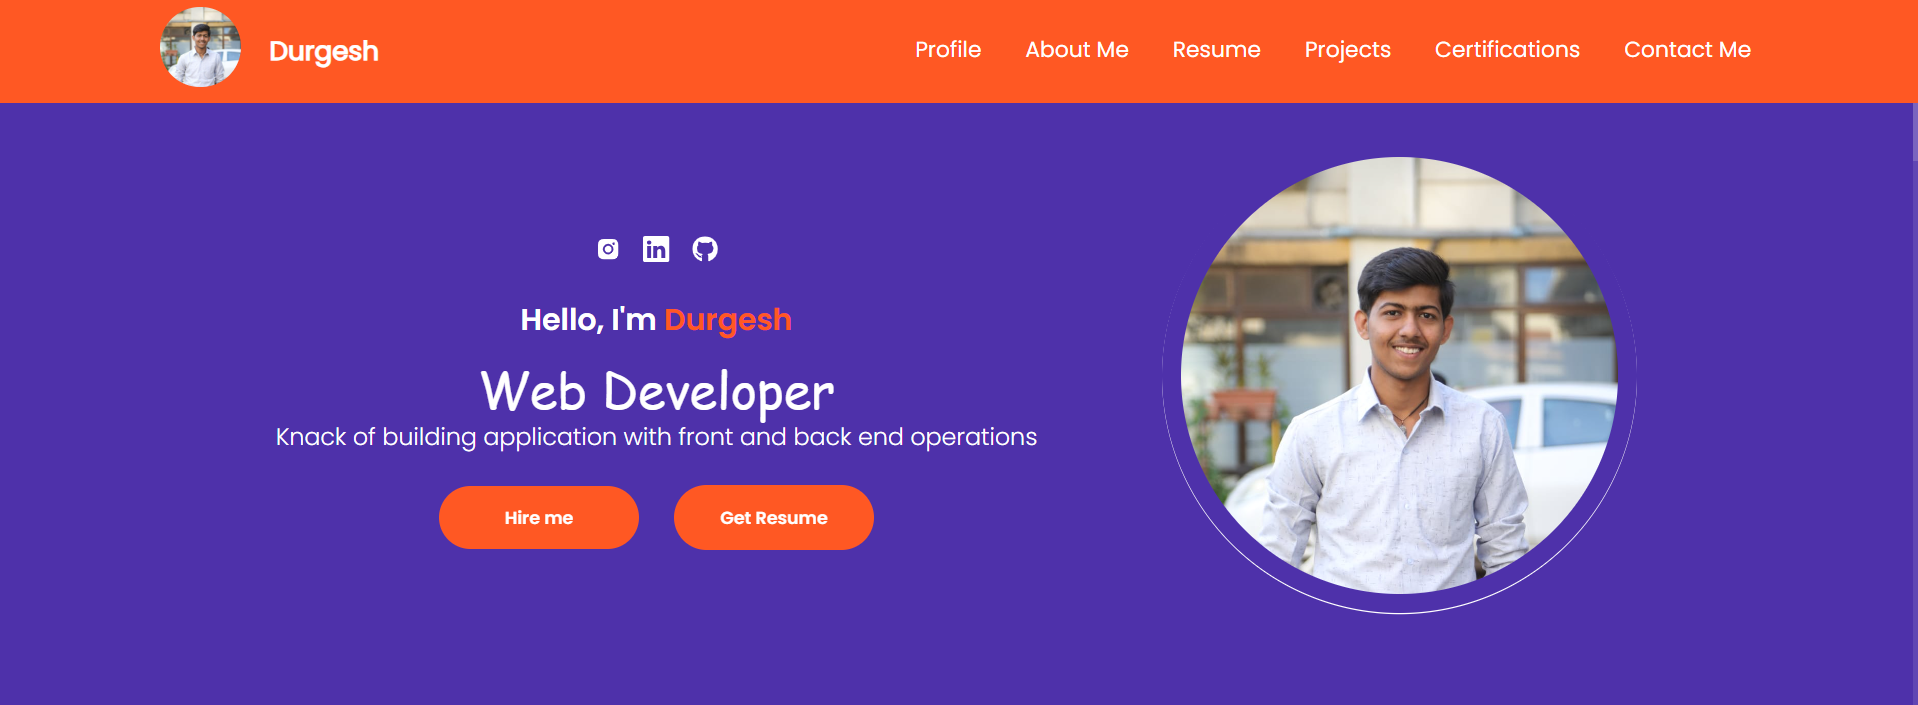 Durgesh
Profile About Me Resume Projects Certifications Contact Me
Hello, I'm Durgesh
Web Developer
Knack of building application with front and back end operations
Hire me Get Resume